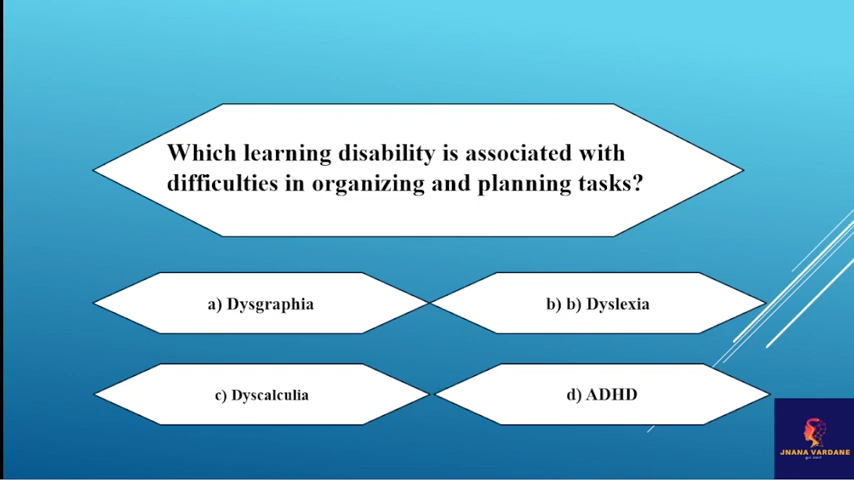 Which learning disability is associated with
difficulties in organizing and planning tasks?
a) Dysgraphia
b) b) Dyslexia
c) Dyscalculia
d) ADHD
JNANA VARDANE